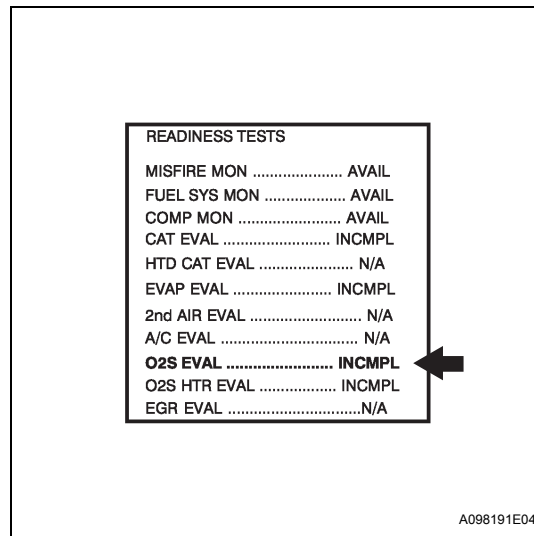 READINESS TESTS
MISFIRE MON ..................... AVAIL
FUEL SYS MON ................... AVAIL
COMP MON ........................ AVAIL
CAT EVAL ......................... INCMPL
HTD CAT EVAL ...................... N/A
EVAP EVAL ....................... INCMPL
2nd AIR EVAL .......................... N/A
A/C EVAL ................................ N/A
O2S EVAL ......................... INCMPL
O2S HTR EVAL .................. INCMPL
EGR EVAL ...............................N/A
A098191E04